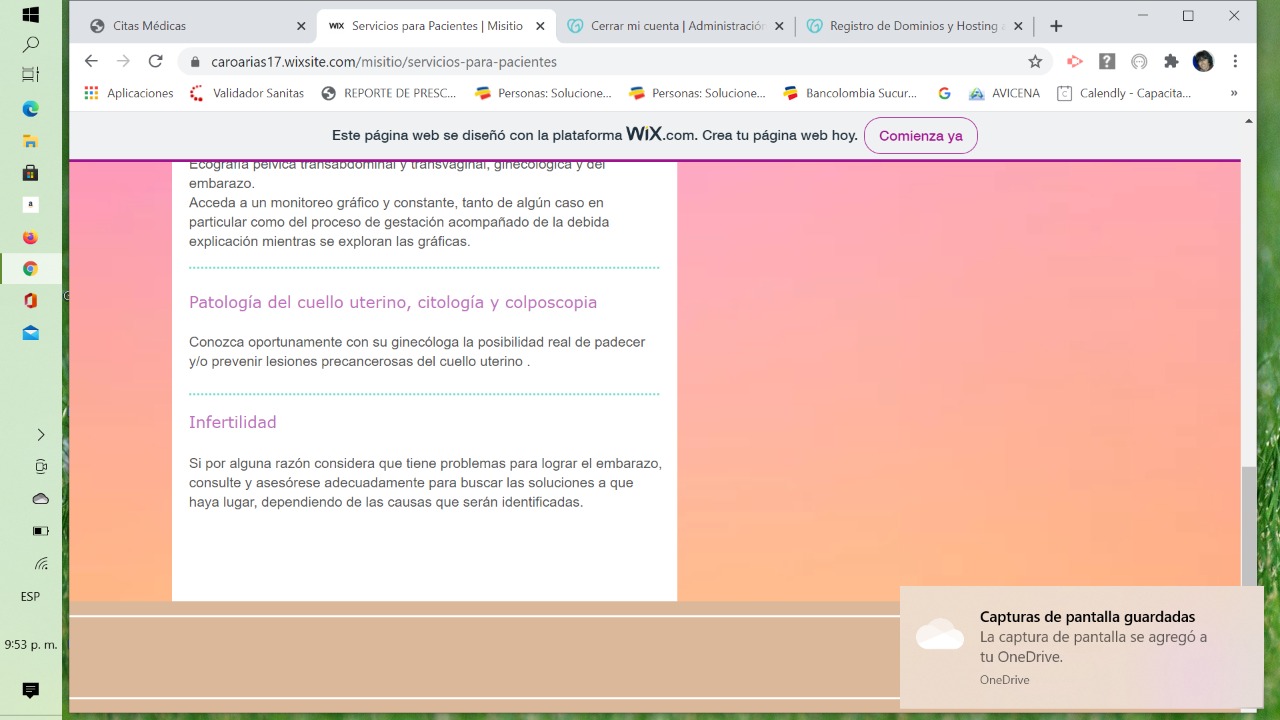 Citas Médicas
WiX Servicios para Pacientes | Misitio
Cerrar mi cuenta | Administración
Registro de Dominios y Hosting
caroarias17.wixsite.com/misitio/servicios-para-pacientes
Aplicaciones
Validador Sanitas
REPORTE DE PRESC...
Personas: Solucione...
Personas: Solucione...
Bancolombia Sucur...
AVICENA
Calendly - Capacita...
Este página web se diseñó con la plataforma WiX.com. Crea tu página web hoy. Comienza ya
Ecografía pélvica transabdominal y transvaginal, ginecológica y del
embarazo.
Acceda a un monitoreo gráfico y constante, tanto de algún caso en
particular como del proceso de gestación acompañado de la debida
explicación mientras se exploran las gráficas.
Patología del cuello uterino, citología y colposcopia
Conozca oportunamente con su ginecóloga la posibilidad real de padecer
y/o prevenir lesiones precancerosas del cuello uterino .
Infertilidad
Si por alguna razón considera que tiene problemas para lograr el embarazo,
consulte y asesórese adecuadamente para buscar las soluciones a que
haya lugar, dependiendo de las causas que serán identificadas.
Capturas de pantalla guardadas
La captura de pantalla se agregó a
tu OneDrive.
OneDrive
a
ESP
9:53 p. m.